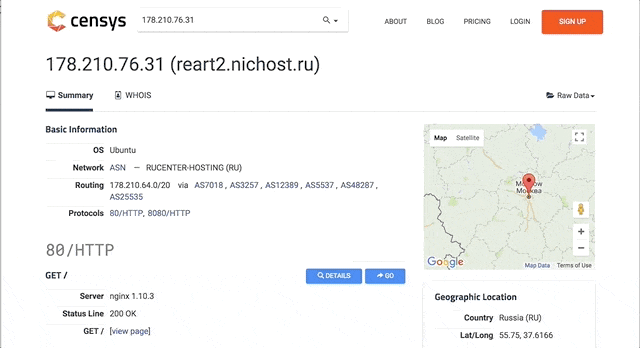 censys
178.210.76.31
ABOUT BLOG PRICING LOGIN SIGN UP
178.210.76.31 (reart2.nichost.ru)
Summary WHOIS Raw Data
Basic Information
OS Ubuntu
Network ASN — RUCENTER-HOSTING (RU)
Routing 178.210.64.0/20 via AS7018 , AS3257 , AS12389 , AS5537 , AS48287 ,
AS25535
Protocols 80/HTTP, 8080/HTTP
Map Satellite
Москва
+
−
Google Map Data Terms of Use
80/HTTP
GET / DETAILS GO
Server nginx 1.10.3
Status Line 200 OK
GET / [view page]
Geographic Location
Country Russia (RU)
Lat/Long 55.75, 37.6166